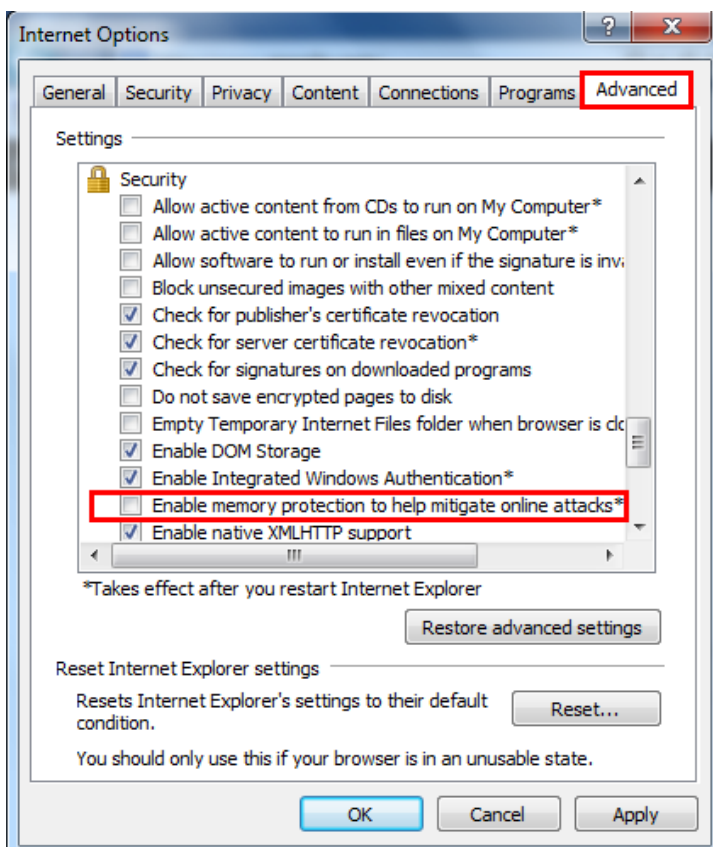 Internet Options
General Security Privacy Content Connections Programs Advanced
Settings
Security
Allow active content from CDs to run on My Computer*
Allow active content to run in files on My Computer*
Allow software to run or install even if the signature is inva
Block unsecured images with other mixed content
Check for publisher's certificate revocation
Check for server certificate revocation*
Check for signatures on downloaded programs
Do not save encrypted pages to disk
Empty Temporary Internet Files folder when browser is clo
Enable DOM Storage
Enable Integrated Windows Authentication*
Enable memory protection to help mitigate online attacks*
Enable native XMLHTTP support
*Takes effect after you restart Internet Explorer
Restore advanced settings
Reset Internet Explorer settings
Resets Internet Explorer's settings to their default
condition.
Reset...
You should only use this if your browser is in an unusable state.
OK Cancel Apply